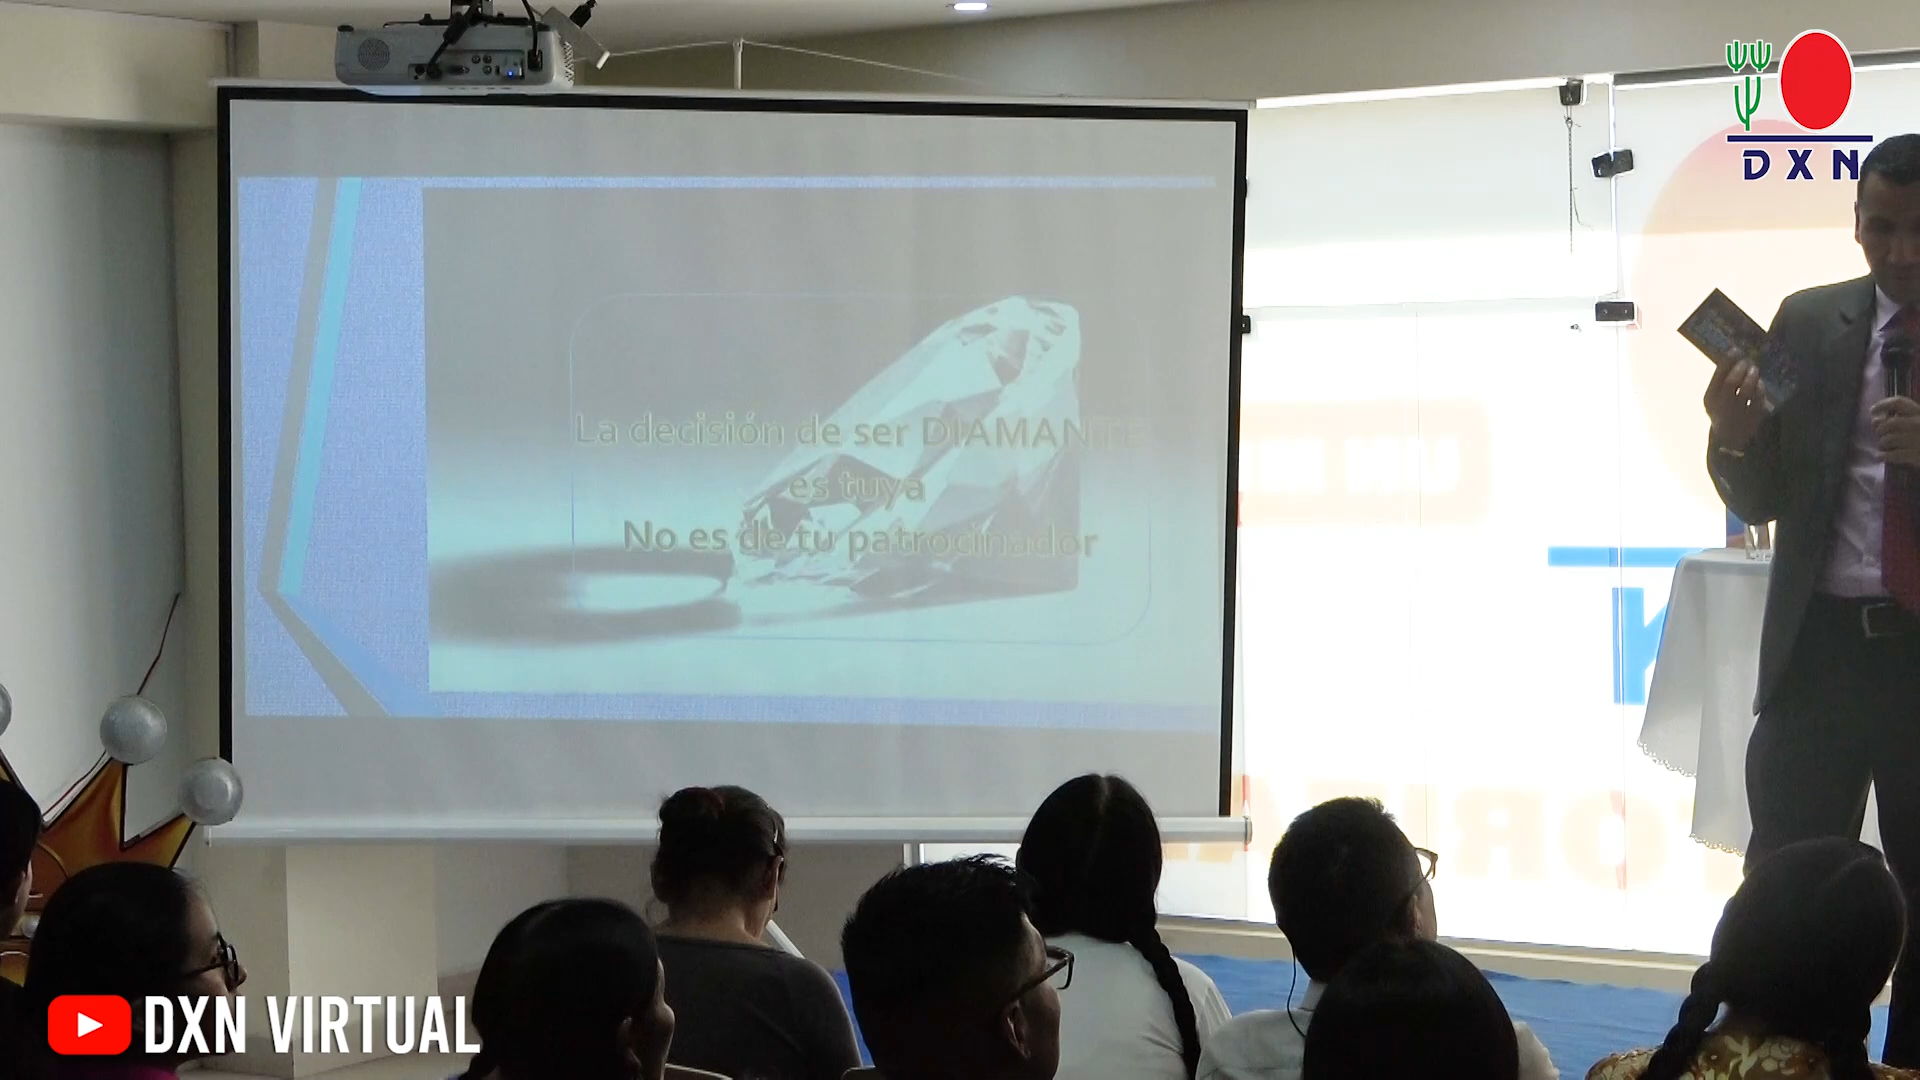 DXN
La decisión de ser DIAMANTE
es tuya
No es de tu patrocinador
DXN VIRTUAL